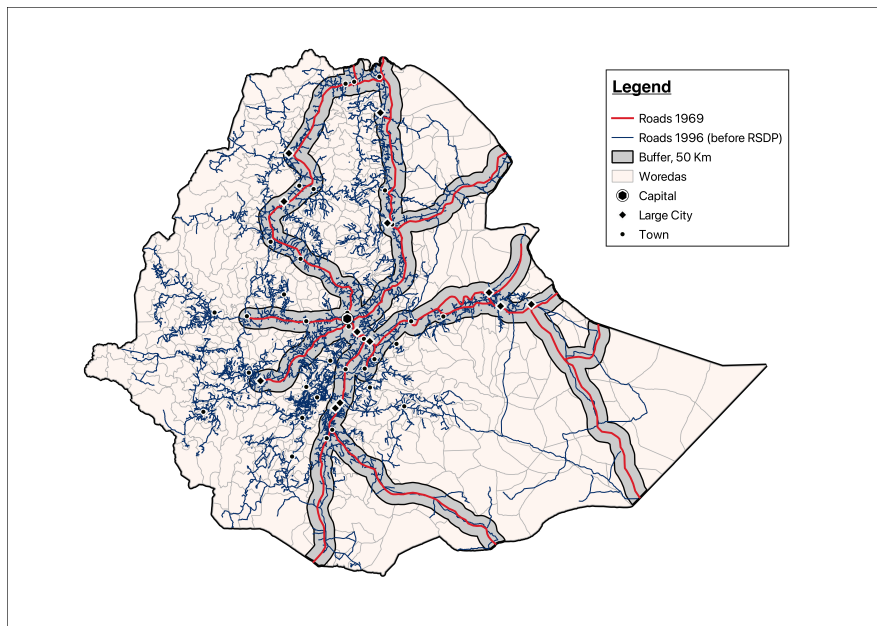 Legend
Roads 1969
Roads 1996 (before RSDP)
Buffer, 50 Km
Woredas
Capital
Large City
Town